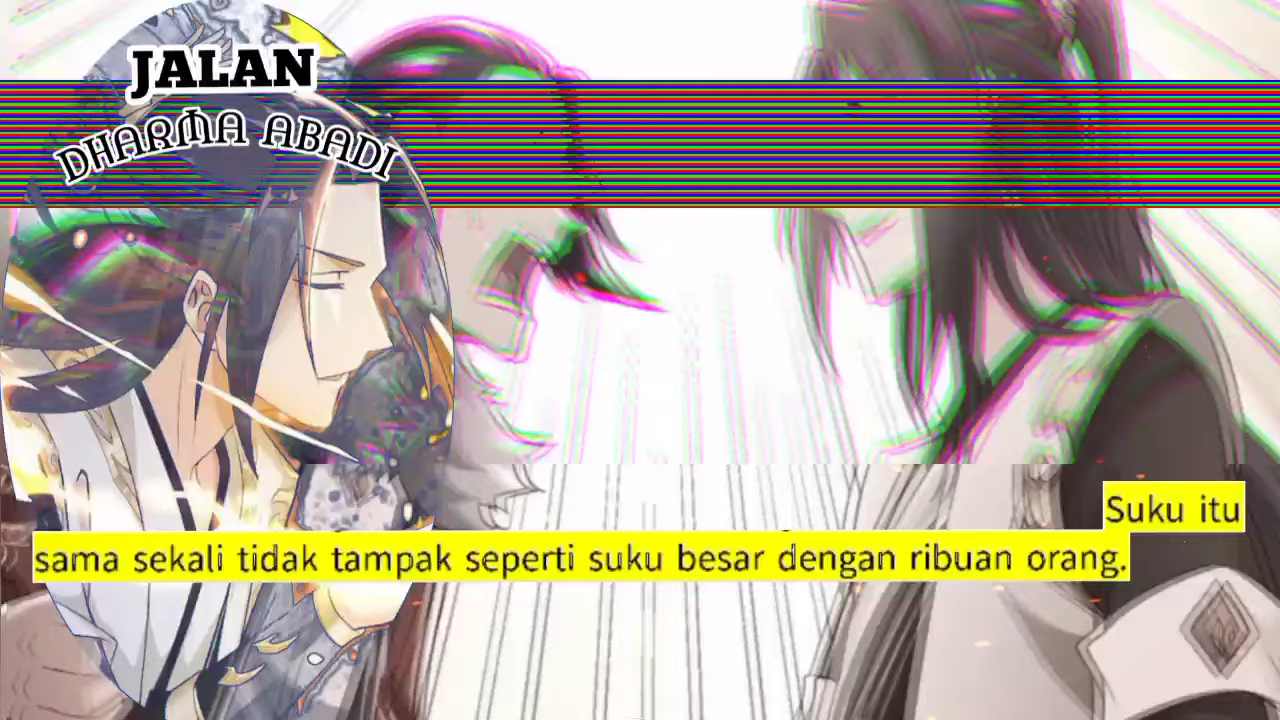 JALAN
DHARMA ABADI
Suku itu
sama sekali tidak tampak seperti suku besar dengan ribuan orang.